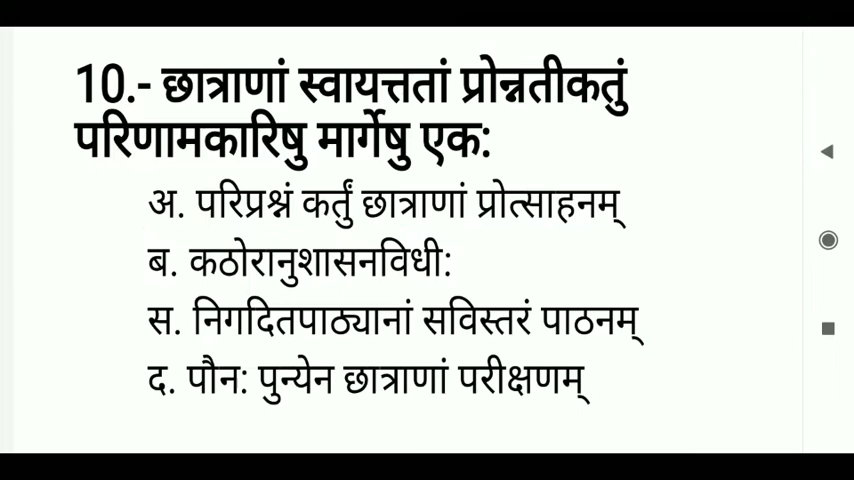 10.- छात्राणां स्वायत्ततां प्रोन्नतीकतुं
परिणामकारिषु मार्गेषु एक:
अ. परिप्रश्नं कर्तुं छात्राणां प्रोत्साहनम्
ब. कठोरानुशासनविधी:
स. निगदितपाठ्यानां सविस्तरं पाठनम्
द. पौन: पुन्येन छात्राणां परीक्षणम्